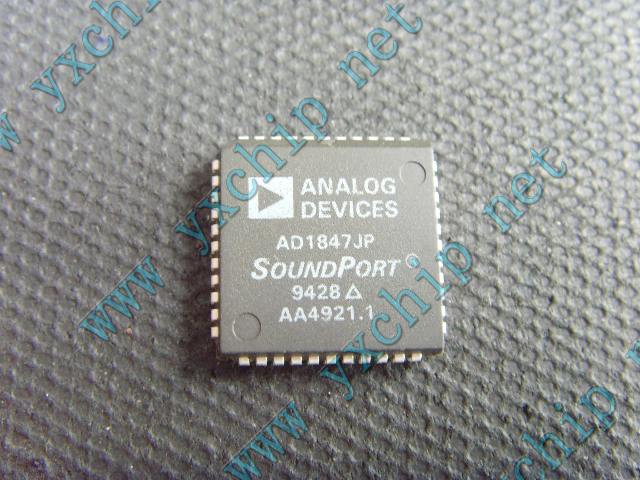 www yxchip net
www yxchip net
www yxchip net
ANALOG
DEVICES
AD1847JP
SOUNDPORT®
9428 △
AA4921.1